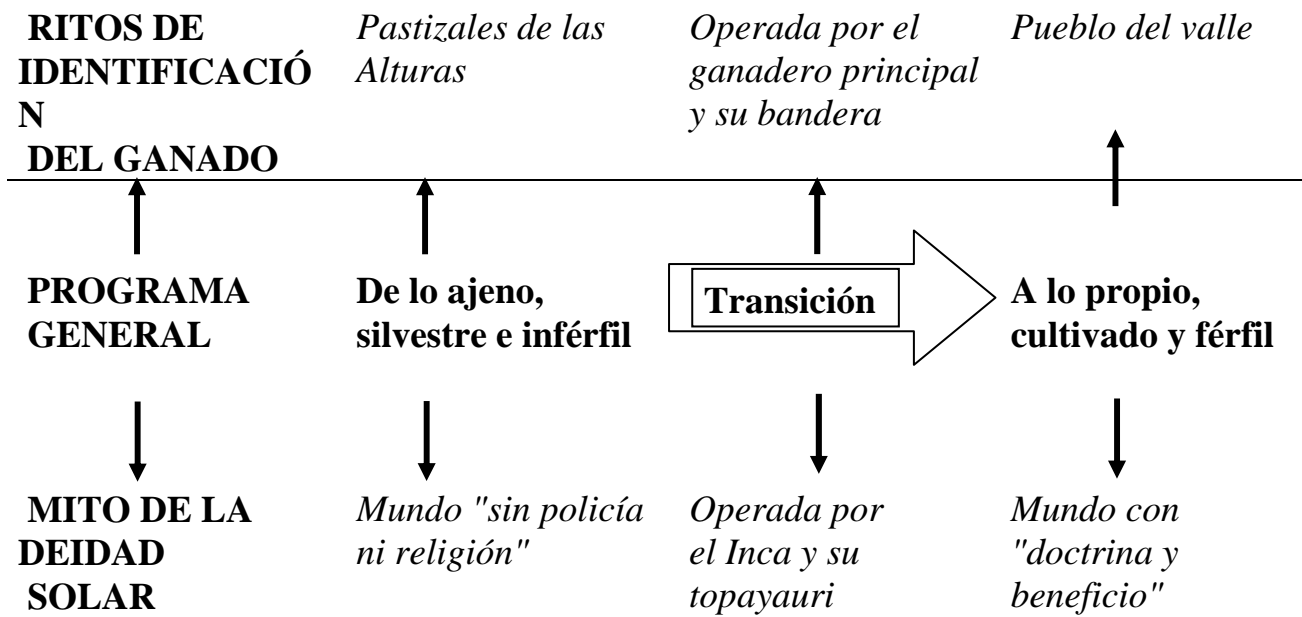 RITOS DE
IDENTIFICACIÓ
N
DEL GANADO
Pastizales de las
Alturas
Operada por el
ganadero principal
y su bandera
Pueblo del valle
PROGRAMA
GENERAL
De lo ajeno,
silvestre e inférfil
Transición
A lo propio,
cultivado y férfil
MITO DE LA
DEIDAD
SOLAR
Mundo "sin policía
ni religión"
Operada por
el Inca y su
topayauri
Mundo con
"doctrina y
beneficio"